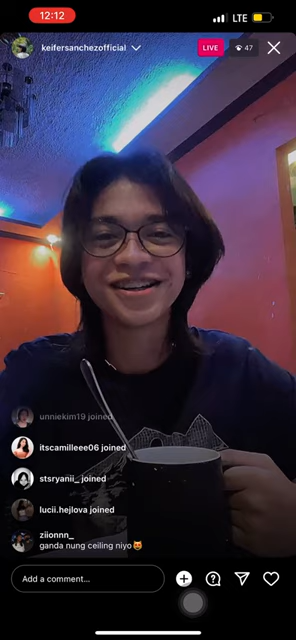 12:12
LTE
keifersanchezofficial
LIVE
47
unniekim19 joined
itscamilleee06 joined
stsryanii_ joined
lucii.hejlova joined
ziionnn_
ganda nung ceiling niyo😻
Add a comment...